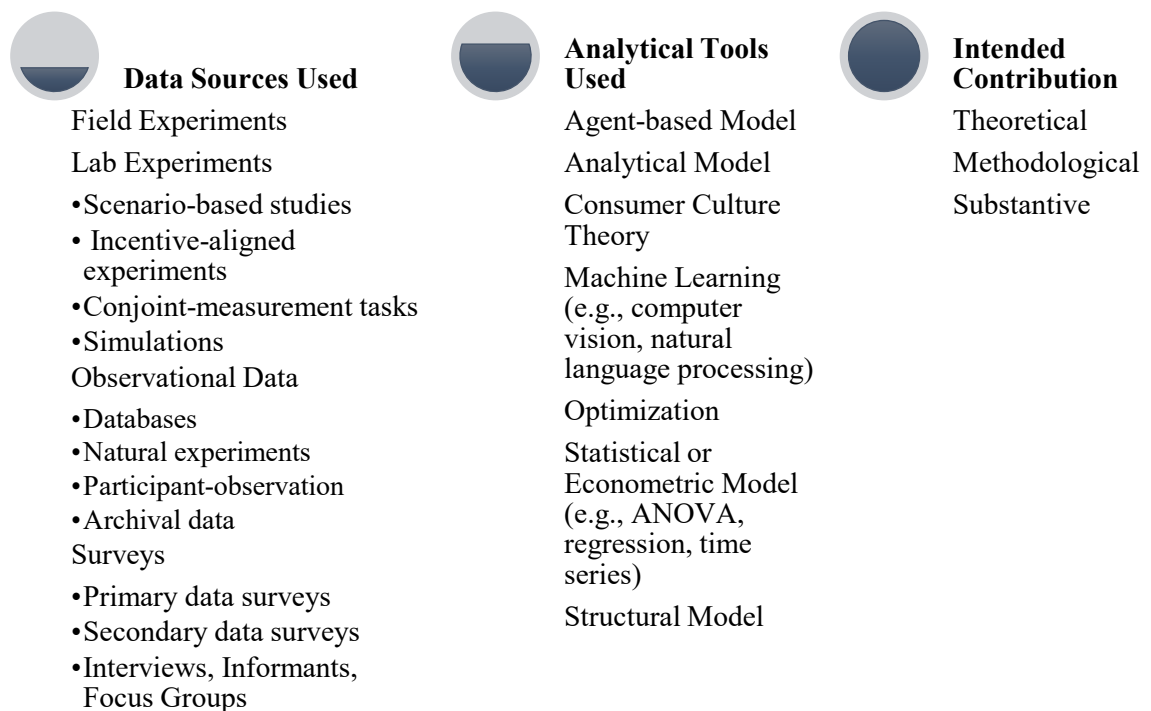 Data Sources Used
Field Experiments
Lab Experiments
•Scenario-based studies
• Incentive-aligned
experiments
•Conjoint-measurement tasks
•Simulations
Observational Data
•Databases
•Natural experiments
•Participant-observation
•Archival data
Surveys
•Primary data surveys
•Secondary data surveys
•Interviews, Informants,
Focus Groups
Analytical Tools
Used
Agent-based Model
Analytical Model
Consumer Culture
Theory
Machine Learning
(e.g., computer
vision, natural
language processing)
Optimization
Statistical or
Econometric Model
(e.g., ANOVA,
regression, time
series)
Structural Model
Intended
Contribution
Theoretical
Methodological
Substantive